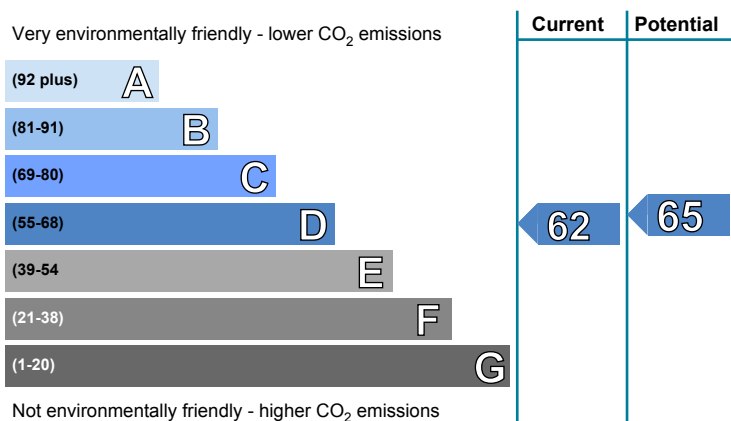 Current Potential
Very environmentally friendly - lower CO2 emissions
(92 plus) A
(81-91) B
(69-80) C
(55-68) D 62 65
(39-54 E
(21-38) F
(1-20) G
Not environmentally friendly - higher CO2 emissions